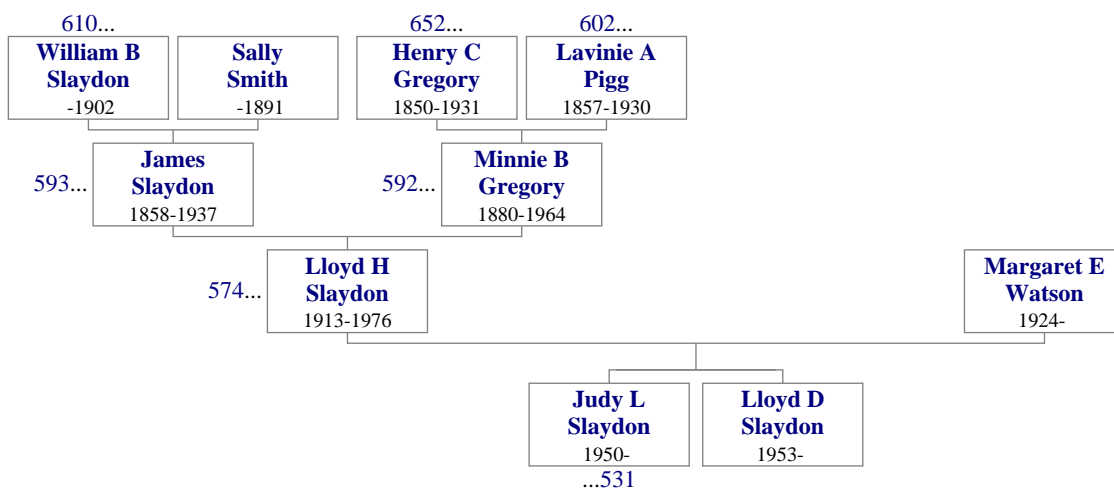 610...
652...
602...
William B
Slaydon
-1902
Sally
Smith
-1891
Henry C
Gregory
1850-1931
Lavinie A
Pigg
1857-1930
593...
James
Slaydon
1858-1937
592...
Minnie B
Gregory
1880-1964
574...
Lloyd H
Slaydon
1913-1976
Margaret E
Watson
1924-
Judy L
Slaydon
1950-
Lloyd D
Slaydon
1953-
...531